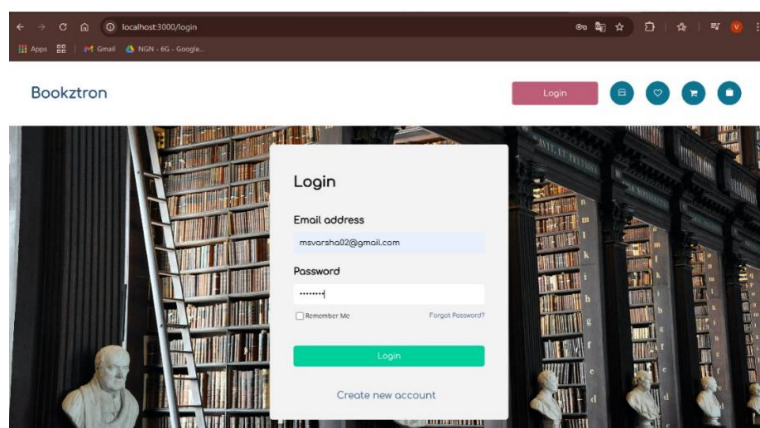 localhost:3000/login
Apps
Gmail
NGN - 6G - Google...
V
Bookztron
Login
Login
Email address
msvarsha02@gmail.com
Password
Remember Me
Forgot Password?
Login
Create new account